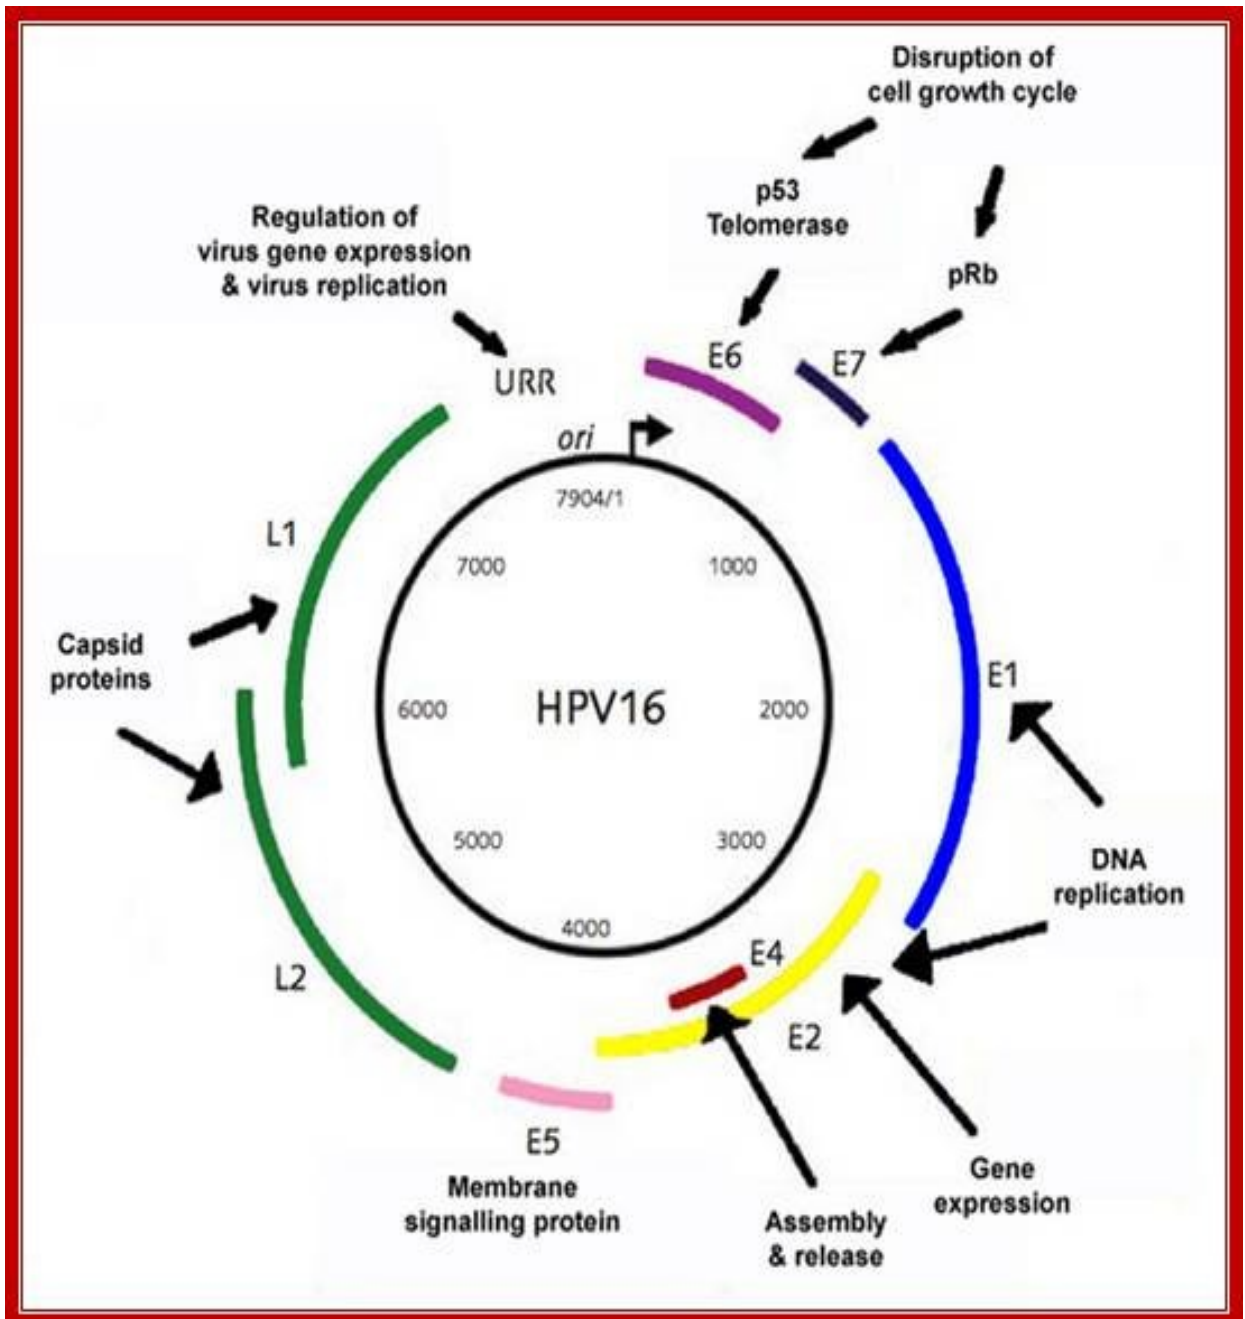 Disruption of
cell growth cycle
p53
Telomerase
Regulation of
virus gene expression
& virus replication
pRb
E6
E7
URR
ori
7904/1
L1
7000
1000
Capsid
proteins
E1
6000
HPV16
2000
5000
3000
DNA
replication
4000
E4
L2
E2
E5
Membrane
signalling protein
Gene
expression
Assembly
& release